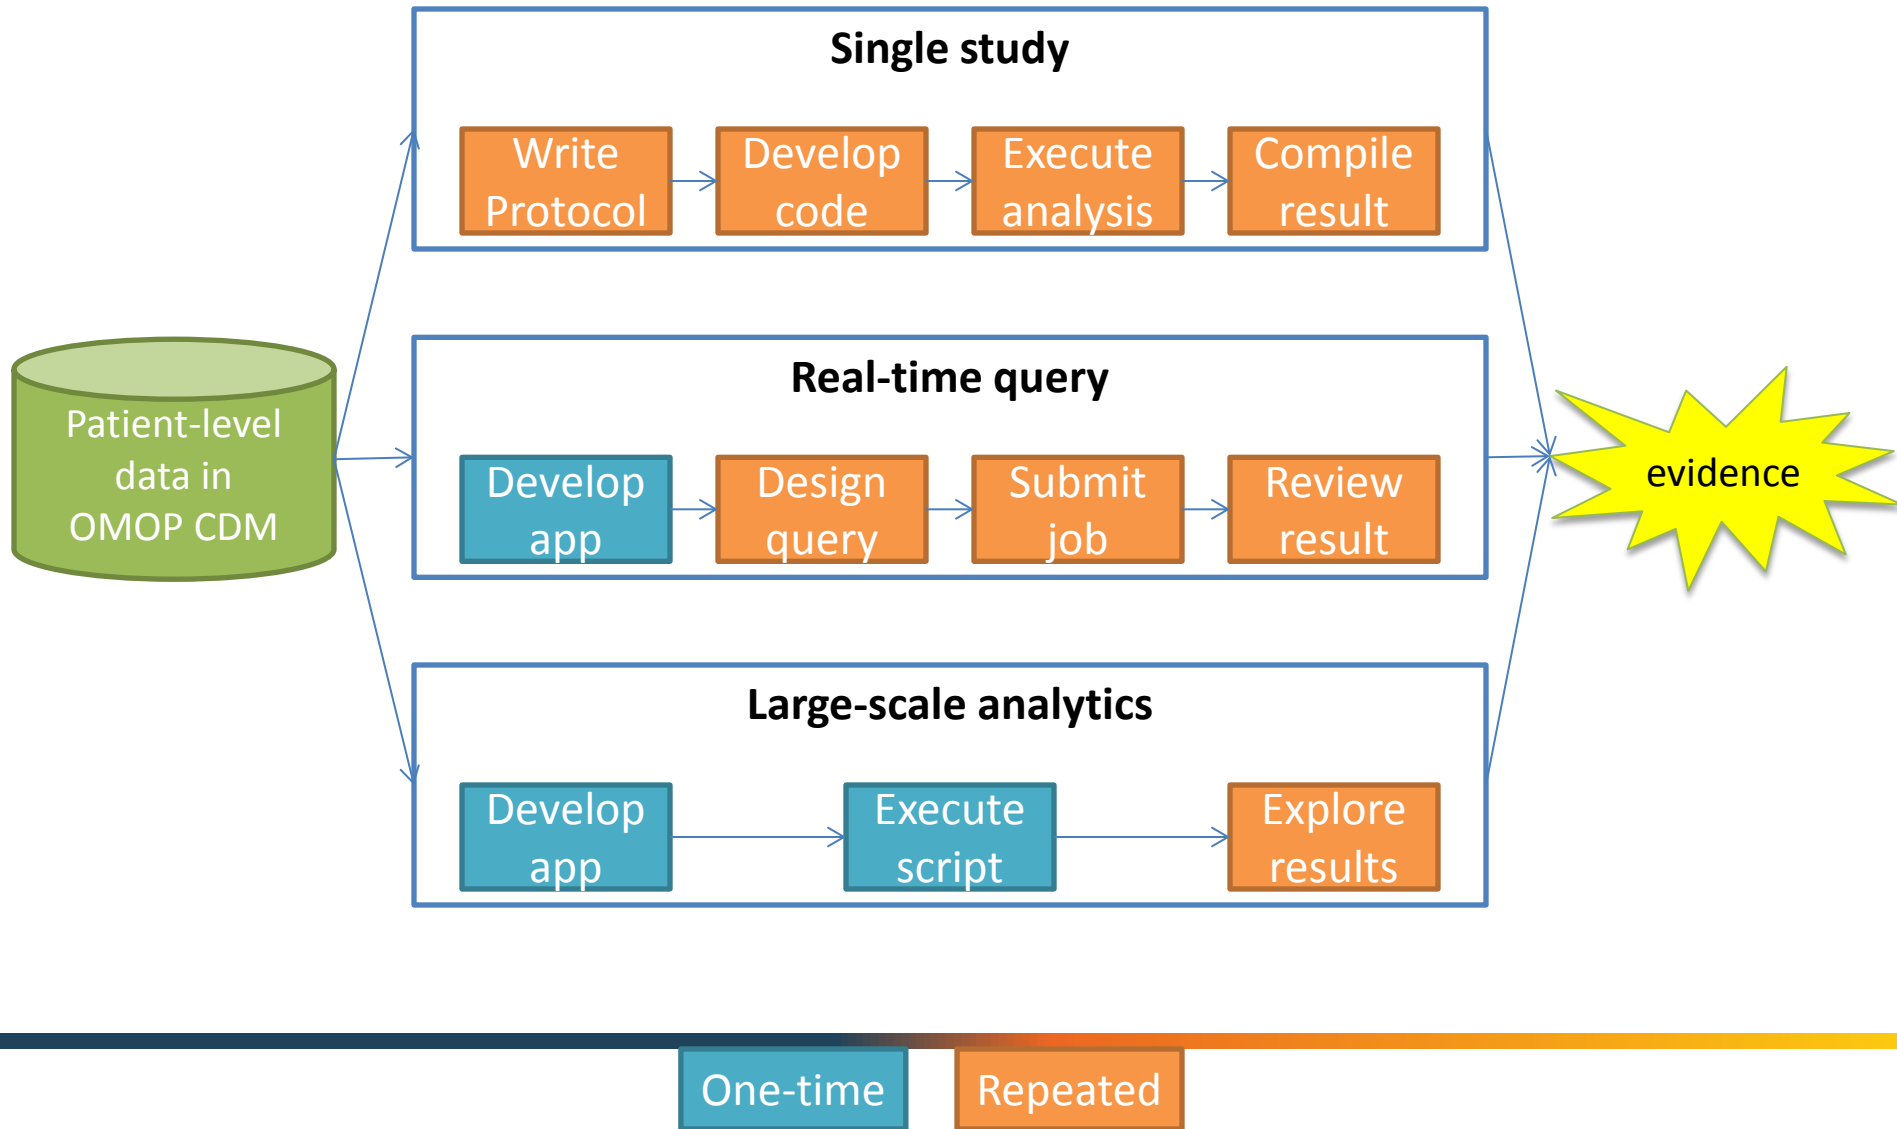 Single study
Write
Protocol
Develop
code
Execute
analysis
Compile
result
Patient-level
data in
OMOP CDM
Real-time query
Develop
app
Design
query
Submit
job
Review
result
evidence
Large-scale analytics
Develop
app
Execute
script
Explore
results
One-time
Repeated